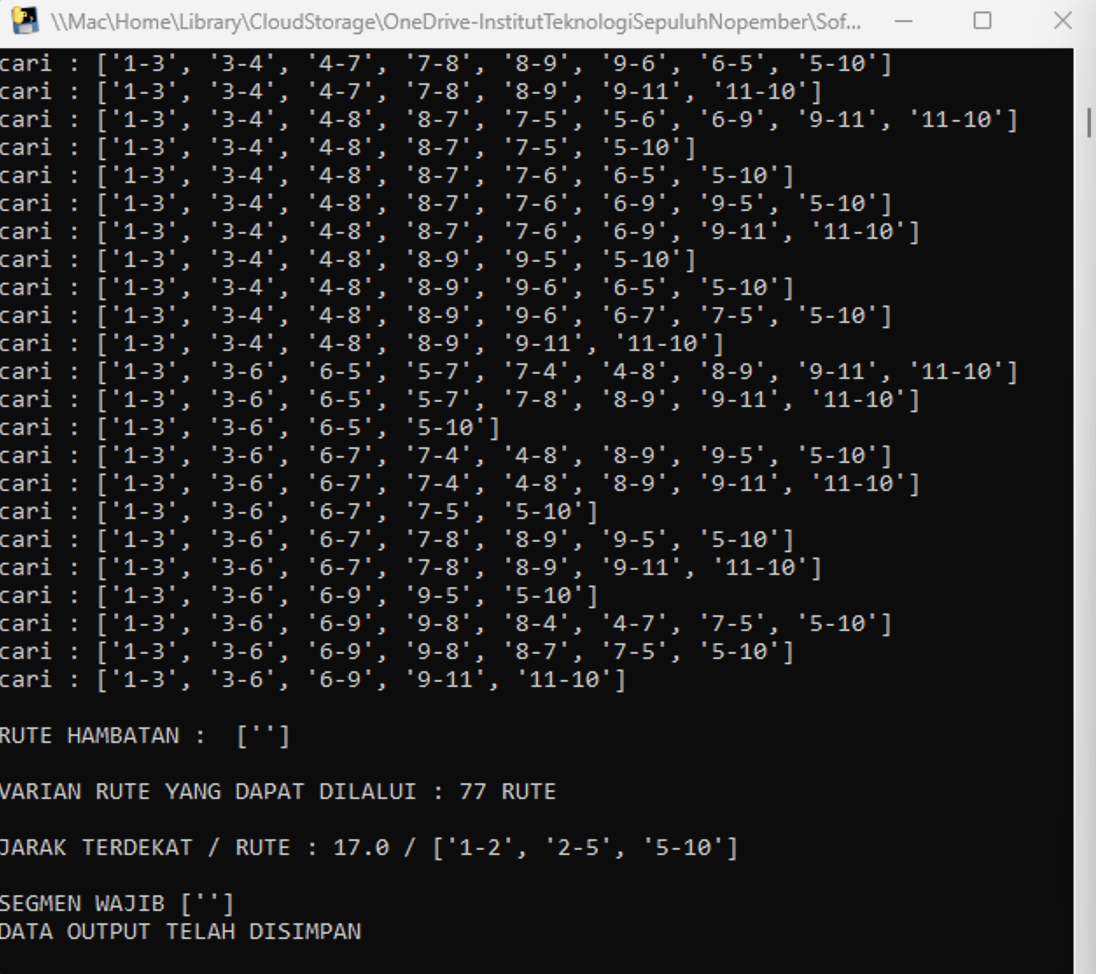 \\Mac\Home\Library\CloudStorage\OneDrive-InstitutTeknologiSepuluhNopember\Sof...
cari : ['1-3', '3-4', '4-7', '7-8', '8-9', '9-6', '6-5', '5-10']
cari : ['1-3', '3-4', '4-7', '7-8', '8-9', '9-11', '11-10']
cari : ['1-3', '3-4', '4-8', '8-7', '7-5', '5-6', '6-9', '9-11', '11-10']
cari : ['1-3', '3-4', '4-8', '8-7', '7-5', '5-10']
cari : ['1-3', '3-4', '4-8', '8-7', '7-6', '6-5', '5-10']
cari : ['1-3', '3-4', '4-8', '8-7', '7-6', '6-9', '9-5', '5-10']
cari : ['1-3', '3-4', '4-8', '8-7', '7-6', '6-9', '9-11', '11-10']
cari : ['1-3', '3-4', '4-8', '8-9', '9-5', '5-10']
cari : ['1-3', '3-4', '4-8', '8-9', '9-6', '6-5', '5-10']
cari : ['1-3', '3-4', '4-8', '8-9', '9-6', '6-7', '7-5', '5-10']
cari : ['1-3', '3-4', '4-8', '8-9', '9-11', '11-10']
cari : ['1-3', '3-6', '6-5', '5-7', '7-4', '4-8', '8-9', '9-11', '11-10']
cari : ['1-3', '3-6', '6-5', '5-7', '7-8', '8-9', '9-11', '11-10']
cari : ['1-3', '3-6', '6-5', '5-10']
cari : ['1-3', '3-6', '6-7', '7-4', '4-8', '8-9', '9-5', '5-10']
cari : ['1-3', '3-6', '6-7', '7-4', '4-8', '8-9', '9-11', '11-10']
cari : ['1-3', '3-6', '6-7', '7-5', '5-10']
cari : ['1-3', '3-6', '6-7', '7-8', '8-9', '9-5', '5-10']
cari : ['1-3', '3-6', '6-7', '7-8', '8-9', '9-11', '11-10']
cari : ['1-3', '3-6', '6-9', '9-5', '5-10']
cari : ['1-3', '3-6', '6-9', '9-8', '8-4', '4-7', '7-5', '5-10']
cari : ['1-3', '3-6', '6-9', '9-8', '8-7', '7-5', '5-10']
cari : ['1-3', '3-6', '6-9', '9-11', '11-10']
RUTE HAMBATAN :  ['']
VARIAN RUTE YANG DAPAT DILALUI : 77 RUTE
JARAK TERDEKAT / RUTE : 17.0 / ['1-2', '2-5', '5-10']
SEGMEN WAJIB ['']
DATA OUTPUT TELAH DISIMPAN